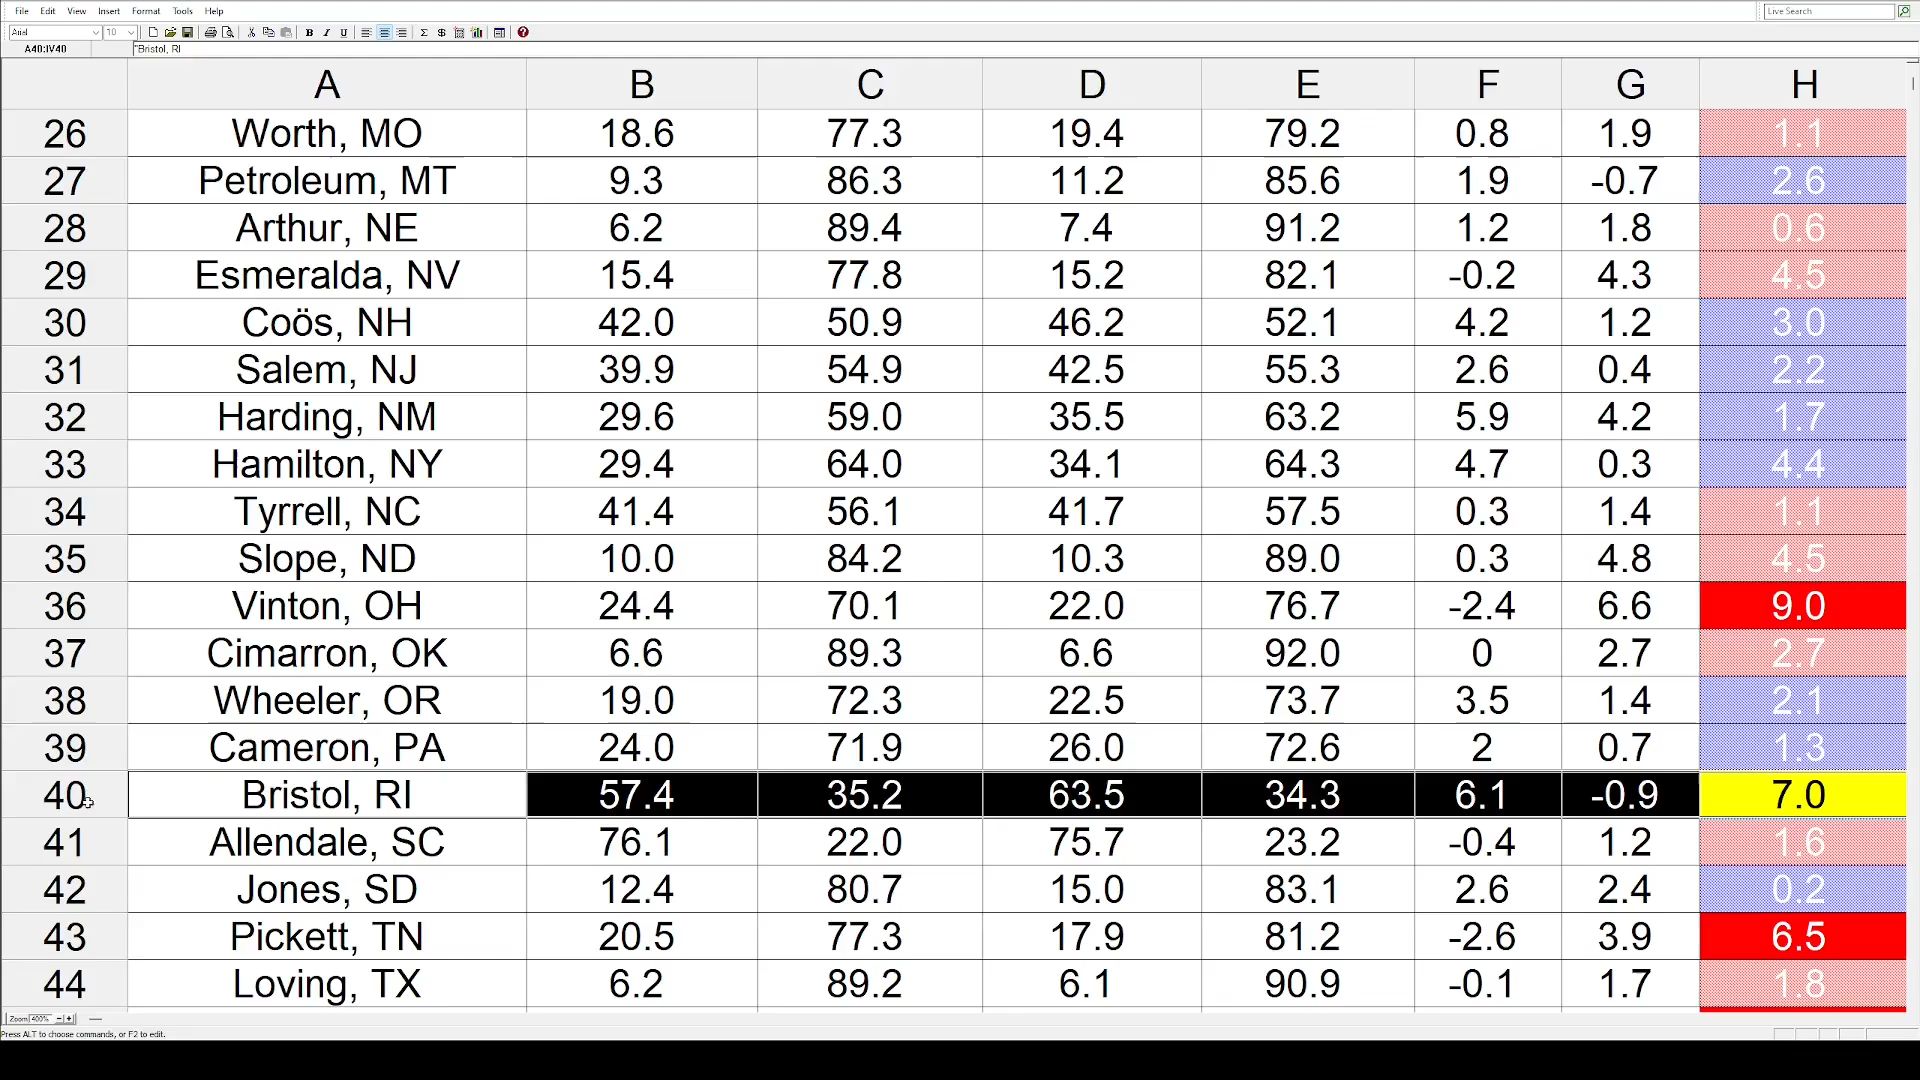 File Edit View Insert Format Tools Help Live Search
Arial 10 B I U Σ $
A40:IV40 "Bristol, RI
A B C D E F G H
26 Worth, MO 18.6 77.3 19.4 79.2 0.8 1.9 1.1
27 Petroleum, MT 9.3 86.3 11.2 85.6 1.9 -0.7 2.6
28 Arthur, NE 6.2 89.4 7.4 91.2 1.2 1.8 0.6
29 Esmeralda, NV 15.4 77.8 15.2 82.1 -0.2 4.3 4.5
30 Coös, NH 42.0 50.9 46.2 52.1 4.2 1.2 3.0
31 Salem, NJ 39.9 54.9 42.5 55.3 2.6 0.4 2.2
32 Harding, NM 29.6 59.0 35.5 63.2 5.9 4.2 1.7
33 Hamilton, NY 29.4 64.0 34.1 64.3 4.7 0.3 4.4
34 Tyrrell, NC 41.4 56.1 41.7 57.5 0.3 1.4 1.1
35 Slope, ND 10.0 84.2 10.3 89.0 0.3 4.8 4.5
36 Vinton, OH 24.4 70.1 22.0 76.7 -2.4 6.6 9.0
37 Cimarron, OK 6.6 89.3 6.6 92.0 0 2.7 2.7
38 Wheeler, OR 19.0 72.3 22.5 73.7 3.5 1.4 2.1
39 Cameron, PA 24.0 71.9 26.0 72.6 2 0.7 1.3
40 Bristol, RI 57.4 35.2 63.5 34.3 6.1 -0.9 7.0
41 Allendale, SC 76.1 22.0 75.7 23.2 -0.4 1.2 1.6
42 Jones, SD 12.4 80.7 15.0 83.1 2.6 2.4 0.2
43 Pickett, TN 20.5 77.3 17.9 81.2 -2.6 3.9 6.5
44 Loving, TX 6.2 89.2 6.1 90.9 -0.1 1.7 1.8
Zoom 400% - +
Press ALT to choose commands, or F2 to edit.